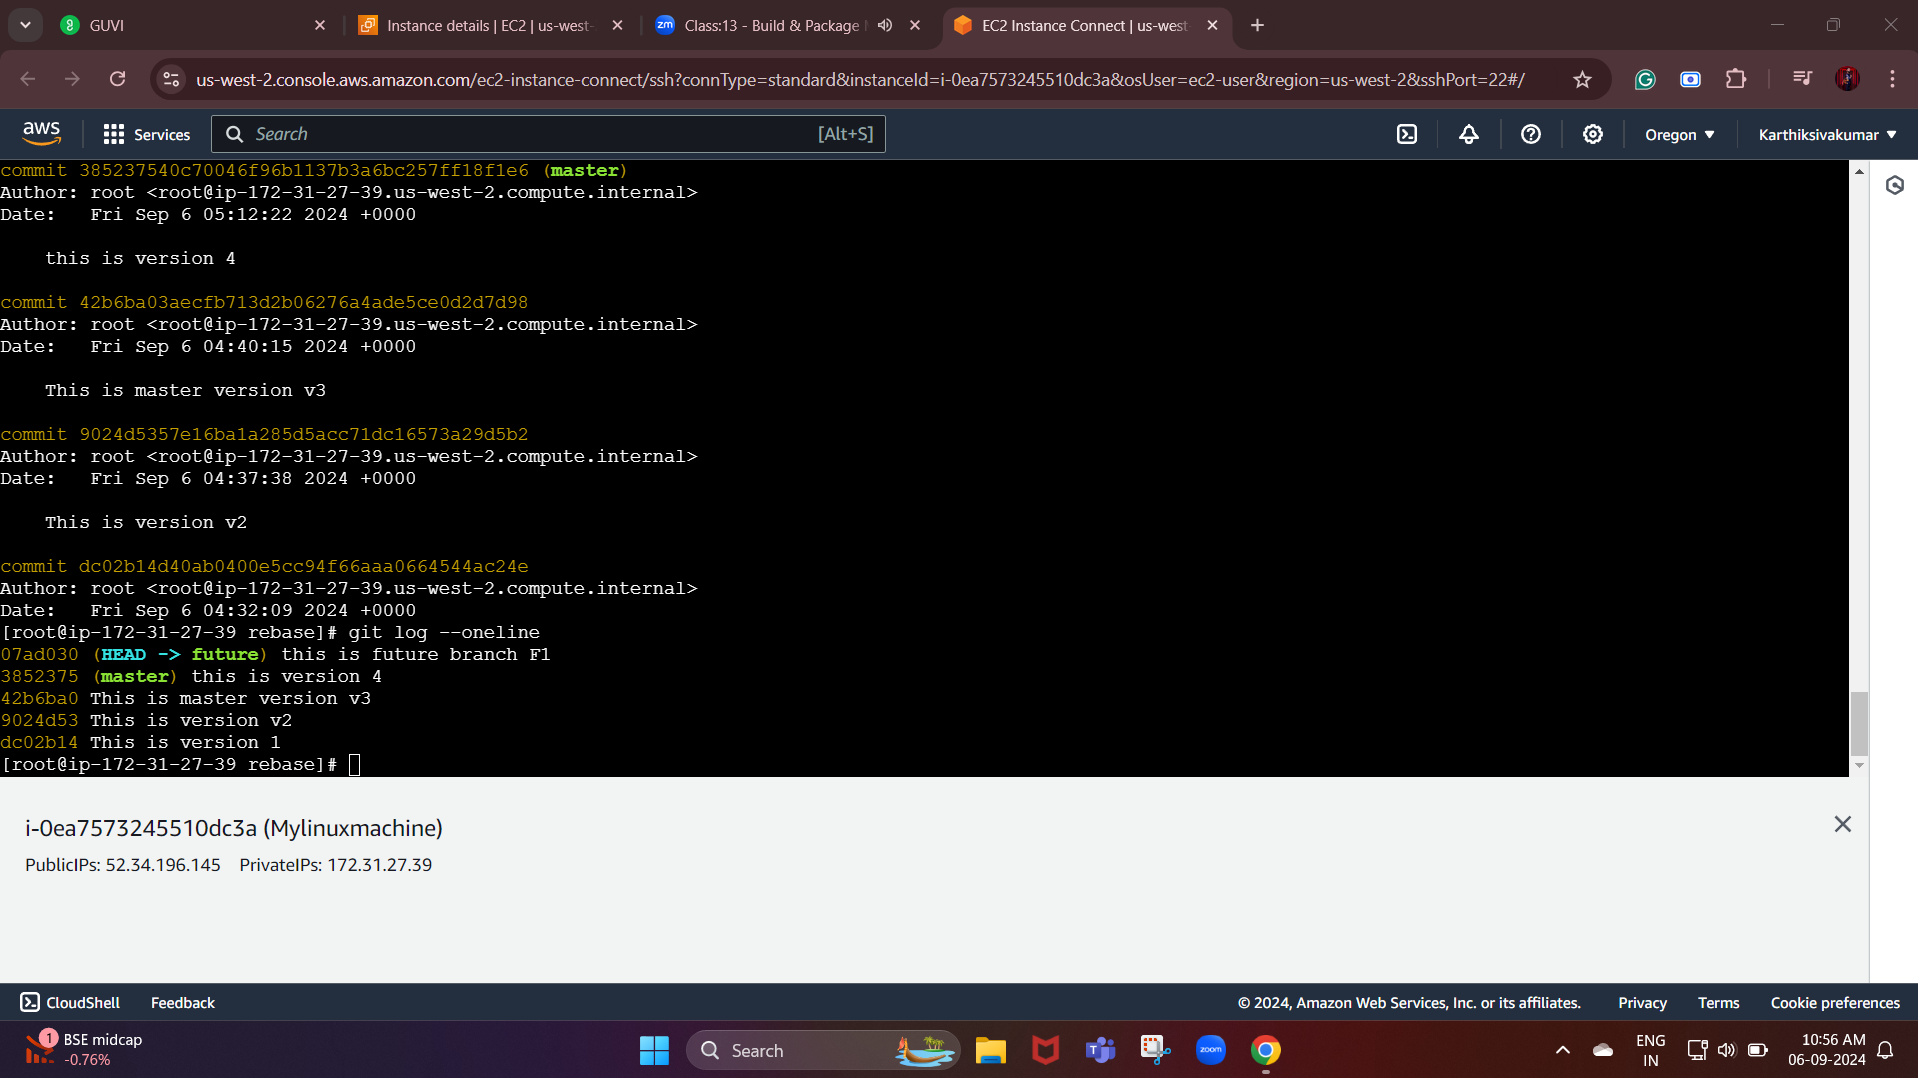 GUVI
Instance details | EC2 | us-west-
zm Class:13 - Build & Package
EC2 Instance Connect | us-west-
us-west-2.console.aws.amazon.com/ec2-instance-connect/ssh?connType=standard&instanceId=i-0ea7573245510dc3a&osUser=ec2-user&region=us-west-2&sshPort=22#/
aws Services Search [Alt+S] Oregon Karthiksivakumar
commit 385237540c70046f96b1137b3a6bc257ff18f1e6 (master)
Author: root <root@ip-172-31-27-39.us-west-2.compute.internal>
Date:   Fri Sep 6 05:12:22 2024 +0000
    this is version 4
commit 42b6ba03aecfb713d2b06276a4ade5ce0d2d7d98
Author: root <root@ip-172-31-27-39.us-west-2.compute.internal>
Date:   Fri Sep 6 04:40:15 2024 +0000
    This is master version v3
commit 9024d5357e16ba1a285d5acc71dc16573a29d5b2
Author: root <root@ip-172-31-27-39.us-west-2.compute.internal>
Date:   Fri Sep 6 04:37:38 2024 +0000
    This is version v2
commit dc02b14d40ab0400e5cc94f66aaa0664544ac24e
Author: root <root@ip-172-31-27-39.us-west-2.compute.internal>
Date:   Fri Sep 6 04:32:09 2024 +0000
[root@ip-172-31-27-39 rebase]# git log --oneline
07ad030 (HEAD -> future) this is future branch F1
3852375 (master) this is version 4
42b6ba0 This is master version v3
9024d53 This is version v2
dc02b14 This is version 1
[root@ip-172-31-27-39 rebase]#
i-0ea7573245510dc3a (Mylinuxmachine)
PublicIPs: 52.34.196.145 PrivateIPs: 172.31.27.39
CloudShell Feedback © 2024, Amazon Web Services, Inc. or its affiliates. Privacy Terms Cookie preferences
1 BSE midcap
-0.76%
Search
zoom
ENG
IN
10:56 AM
06-09-2024